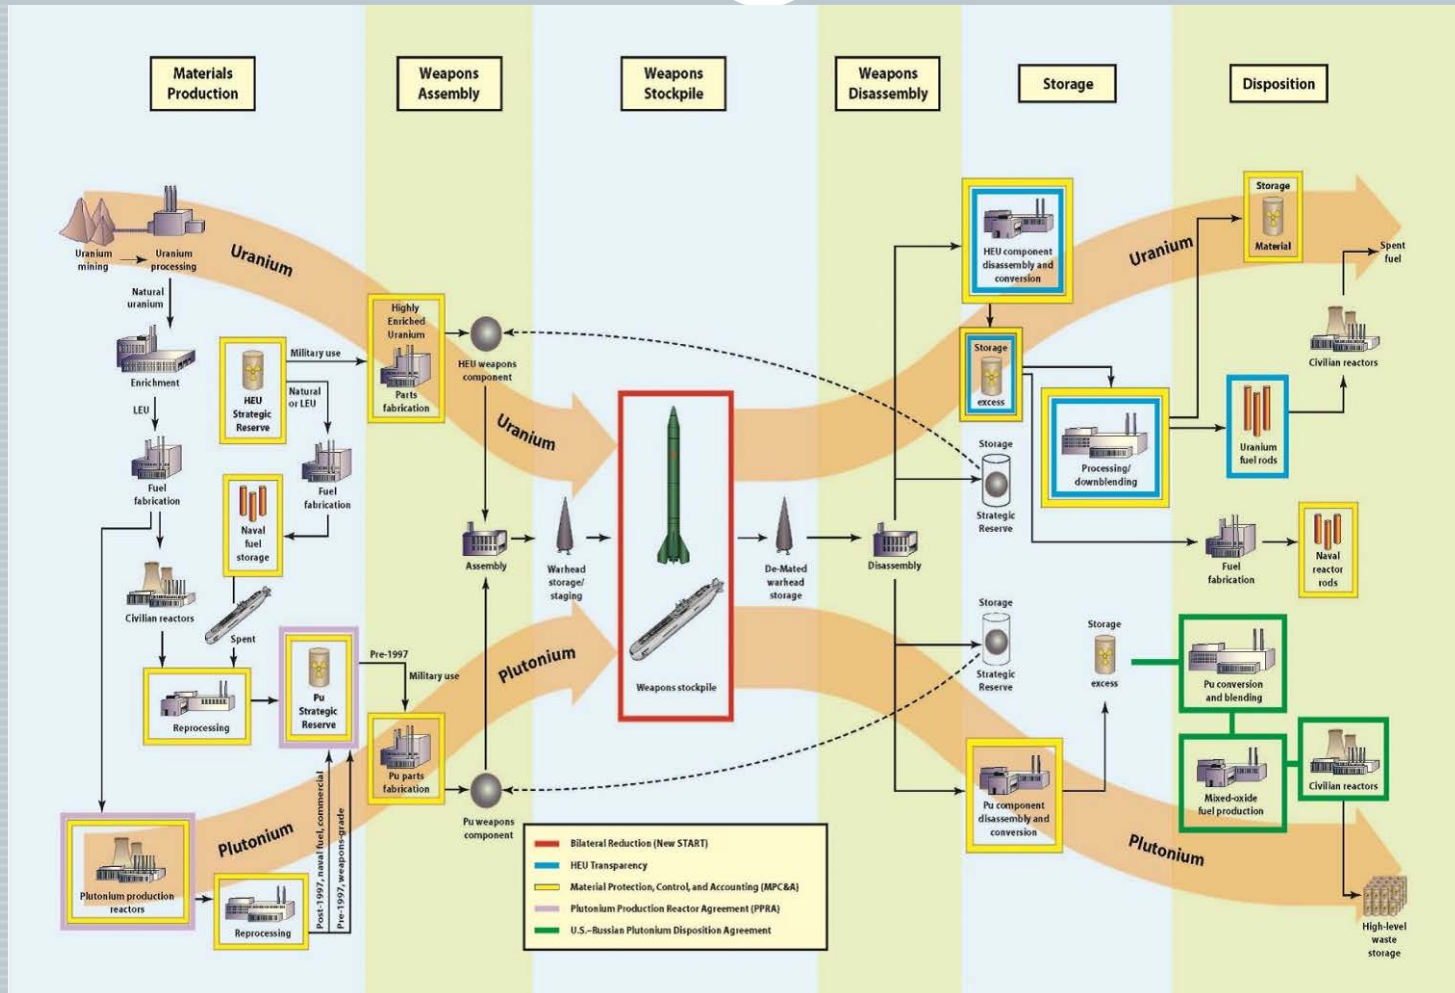 Materials
Production
Weapons
Assembly
Weapons
Stockpile
Weapons
Disassembly
Storage
Disposition
Uranium
mining
Uranium
processing
Uranium
Natural
uranium
Enrichment
LEU
Fuel
fabrication
HEU
Strategic
Reserve
Military use
Natural
or LEU
Fuel
fabrication
Naval
fuel
storage
Civilian reactors
Spent
Reprocessing
Pu
Strategic
Reserve
Pre-1997
Military use
Plutonium production
reactors
Plutonium
Reprocessing
Post-1997, naval fuel, commercial
Pre-1997, weapons-grade
Highly
Enriched
Uranium
Parts
fabrication
HEU weapons
component
Uranium
Assembly
Warhead
storage/
staging
Plutonium
Pu parts
fabrication
Pu weapons
component
Weapons stockpile
De-Mated
warhead
storage
Disassembly
HEU component
disassembly and
conversion
Storage
excess
Storage
Strategic
Reserve
Processing/
downblending
Uranium
Storage
Material
Spent
fuel
Civilian reactors
Uranium
fuel rods
Fuel
fabrication
Naval
reactor
rods
Storage
Strategic
Reserve
Storage
excess
Pu component
disassembly and
conversion
Pu conversion
and blending
Mixed-oxide
fuel production
Civilian reactors
Plutonium
High-level
waste
storage
Bilateral Reduction (New START)
HEU Transparency
Material Protection, Control, and Accounting (MPC&A)
Plutonium Production Reactor Agreement (PPRA)
U.S.–Russian Plutonium Disposition Agreement